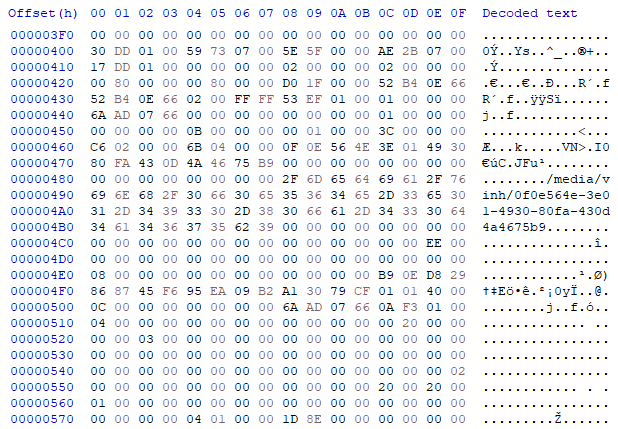 Offset(h) 00 01 02 03 04 05 06 07 08 09 0A 0B 0C 0D 0E 0F Decoded text
000003F0 00 00 00 00 00 00 00 00 00 00 00 00 00 00 00 00 ................
00000400 30 DD 01 00 59 73 07 00 5E 5F 00 00 AE 2B 07 00 0Ý..Ys..^_..®+..
00000410 17 DD 01 00 00 00 00 00 02 00 00 00 02 00 00 00 .Ý..............
00000420 00 80 00 00 00 80 00 00 D0 1F 00 00 52 B4 0E 66 .€...€..Ð...R´.f
00000430 52 B4 0E 66 02 00 FF FF 53 EF 01 00 01 00 00 00 R´.f..ÿÿSï......
00000440 6A AD 07 66 00 00 00 00 00 00 00 00 01 00 00 00 j..f............
00000450 00 00 00 00 0B 00 00 00 00 01 00 00 3C 00 00 00 ............<...
00000460 C6 02 00 00 6B 04 00 00 0F 0E 56 4E 3E 01 49 30 Æ...k.....VN>.I0
00000470 80 FA 43 0D 4A 46 75 B9 00 00 00 00 00 00 00 00 €úC.JFu¹........
00000480 00 00 00 00 00 00 00 00 2F 6D 65 64 69 61 2F 76 ......../media/v
00000490 69 6E 68 2F 30 66 30 65 35 36 34 65 2D 33 65 30 inh/0f0e564e-3e0
000004A0 31 2D 34 39 33 30 2D 38 30 66 61 2D 34 33 30 64 1-4930-80fa-430d
000004B0 34 61 34 36 37 35 62 39 00 00 00 00 00 00 00 00 4a4675b9........
000004C0 00 00 00 00 00 00 00 00 00 00 00 00 00 00 EE 00 ..............î.
000004D0 00 00 00 00 00 00 00 00 00 00 00 00 00 00 00 00 ................
000004E0 08 00 00 00 00 00 00 00 00 00 00 00 B9 0E D8 29 ............¹.Ø)
000004F0 86 87 45 F6 95 EA 09 B2 A1 30 79 CF 01 01 40 00 †‡Eö•ê.²¡0yÏ..@.
00000500 0C 00 00 00 00 00 00 00 6A AD 07 66 0A F3 01 00 ........j..f.ó..
00000510 04 00 00 00 00 00 00 00 00 00 00 00 00 20 00 00 ............. ..
00000520 00 00 03 00 00 00 00 00 00 00 00 00 00 00 00 00 ................
00000530 00 00 00 00 00 00 00 00 00 00 00 00 00 00 00 00 ................
00000540 00 00 00 00 00 00 00 00 00 00 00 00 00 00 00 02 ................
00000550 00 00 00 00 00 00 00 00 00 00 00 00 20 00 20 00 ............ . .
00000560 01 00 00 00 00 00 00 00 00 00 00 00 00 00 00 00 ................
00000570 00 00 00 00 04 01 00 00 1D 8E 00 00 00 00 00 00 .........Ž......